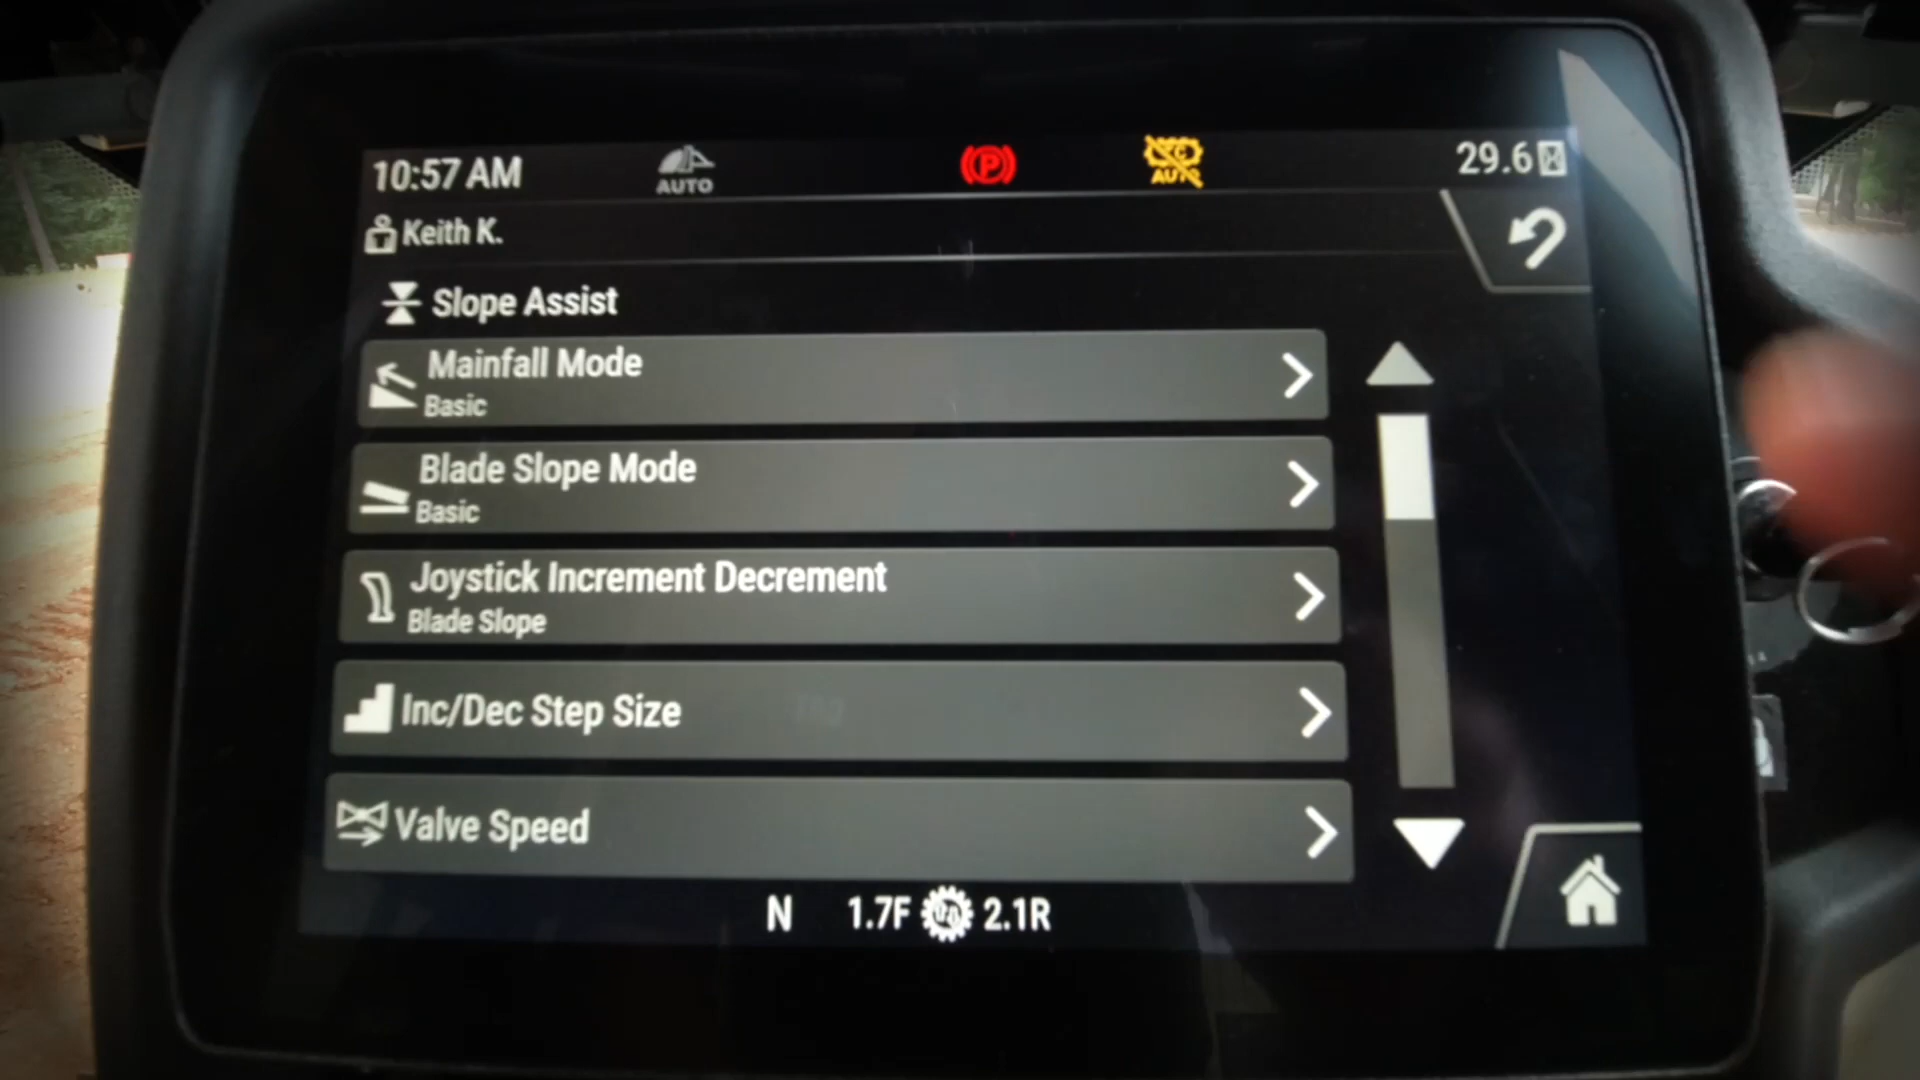 10:57 AM
AUTO
P
AUTO
29.6
Keith K.
Slope Assist
Mainfall Mode
Basic
Blade Slope Mode
Basic
Joystick Increment Decrement
Blade Slope
Inc/Dec Step Size
Valve Speed
N 1.7F 2.1R